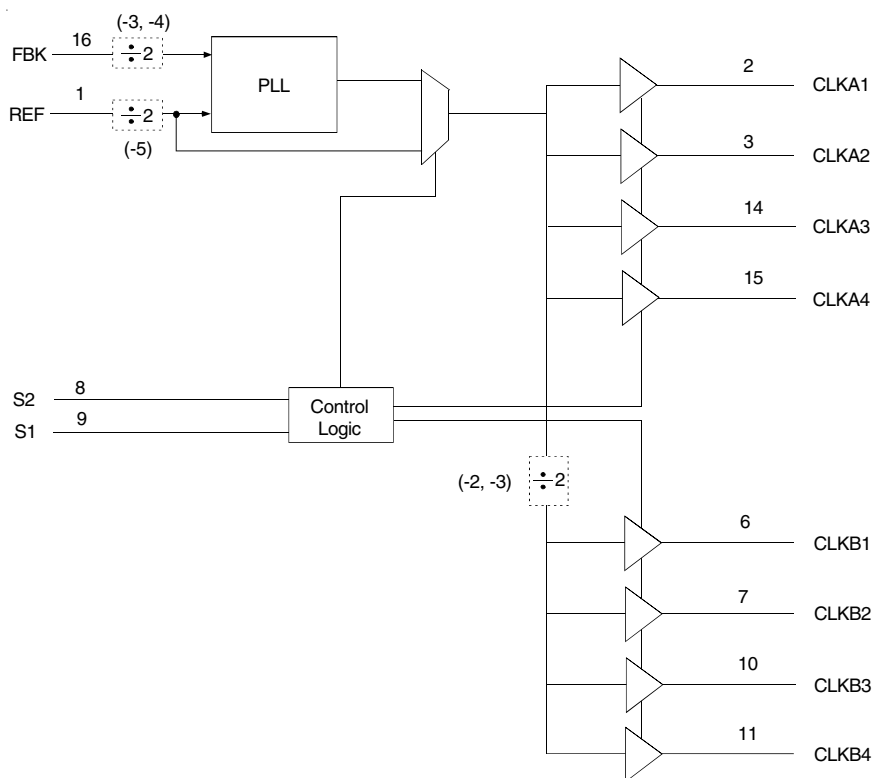 (-3, -4)
FBK 16 ÷2
PLL
REF 1 ÷2
(-5)
2 CLKA1
3 CLKA2
14 CLKA3
15 CLKA4
S2 8
S1 9
Control
Logic
(-2, -3) ÷2
6 CLKB1
7 CLKB2
10 CLKB3
11 CLKB4